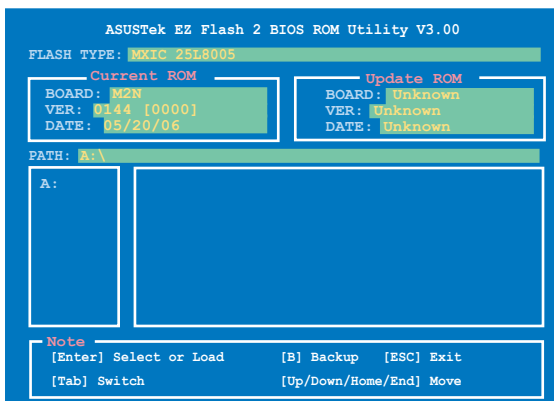 ASUSTek EZ Flash 2 BIOS ROM Utility V3.00
FLASH TYPE: MXIC 25L8005
Current ROM
BOARD: M2N
VER: 0144 [0000]
DATE: 05/20/06
Update ROM
BOARD: Unknown
VER: Unknown
DATE: Unknown
PATH: A:\
A:
Note
[Enter] Select or Load [B] Backup [ESC] Exit
[Tab] Switch [Up/Down/Home/End] Move